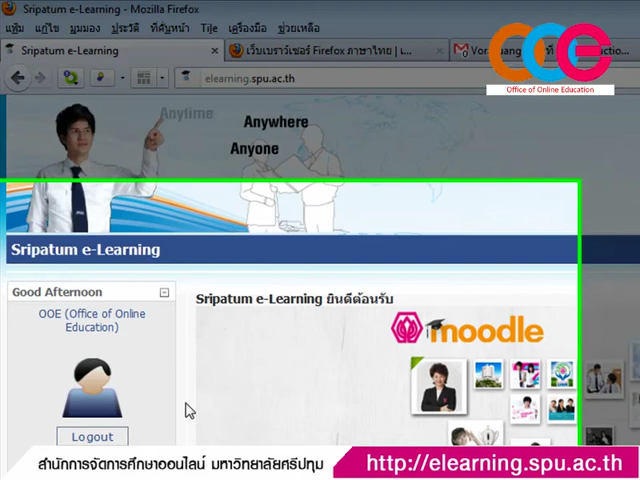 Sripatum e-Learning - Mozilla Firefox
แฟ้ม แก้ไข มุมมอง ประวัติ ที่คั่นหน้า Tile เครื่องมือ ช่วยเหลือ
Sripatum e-Learning
เว็บเบราว์เซอร์ Firefox ภาษาไทย | เ...
elearning.spu.ac.th
OOE
Office of Online Education
Anytime
Anywhere
Anyone
Sripatum e-Learning
Good Afternoon
OOE (Office of Online
Education)
Logout
Sripatum e-Learning ยินดีต้อนรับ
moodle
สำนักการจัดการศึกษาออนไลน์ มหาวิทยาลัยศรีปทุม
http://elearning.spu.ac.th